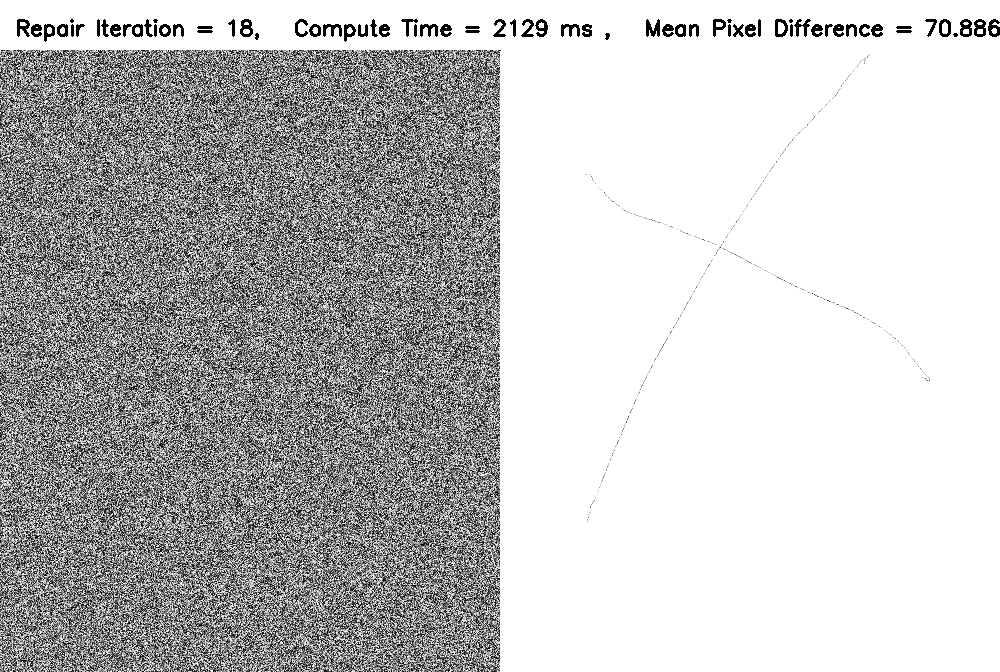 Repair Iteration = 18,   Compute Time = 2129 ms ,   Mean Pixel Difference = 70.886